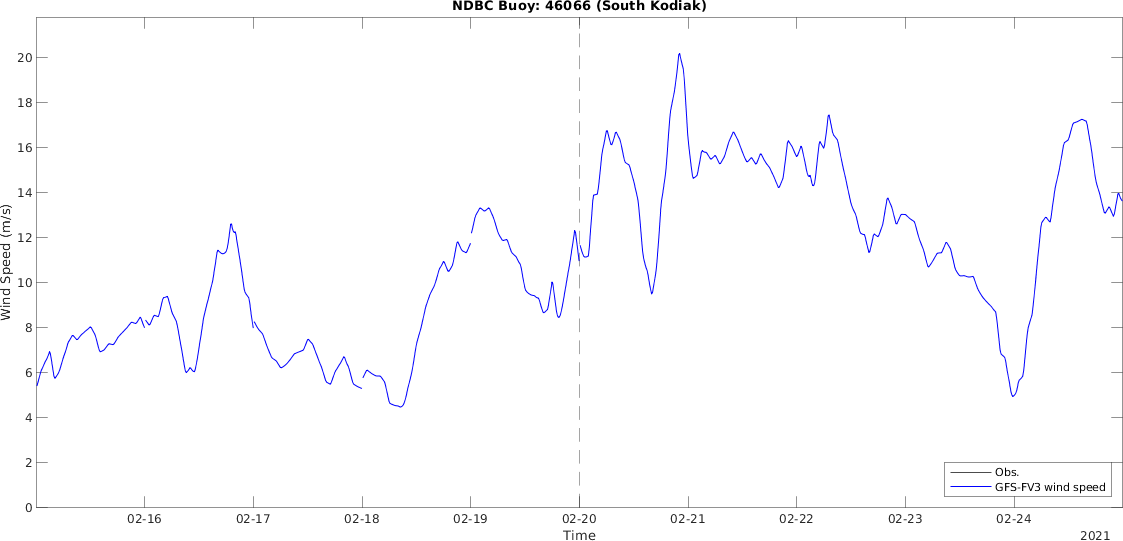 NDBC Buoy: 46066 (South Kodiak)
20
18
16
14
12
10
8
6
4
2
0
Wind Speed (m/s)
02-16 02-17 02-18 02-19 02-20 02-21 02-22 02-23 02-24
Time
2021
Obs.
GFS-FV3 wind speed